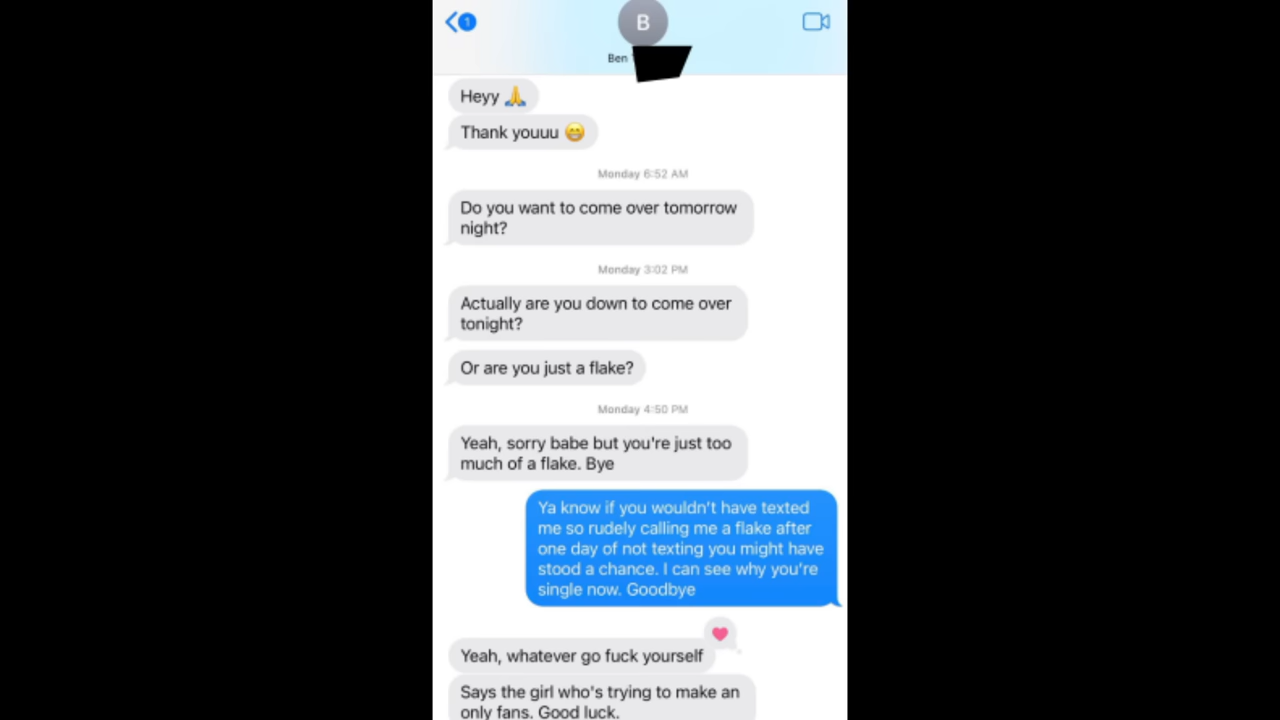 1
B
Ben
Heyy 🙏
Thank youuu 😁
Monday 6:52 AM
Do you want to come over tomorrow
night?
Monday 3:02 PM
Actually are you down to come over
tonight?
Or are you just a flake?
Monday 4:50 PM
Yeah, sorry babe but you're just too
much of a flake. Bye
Ya know if you wouldn't have texted
me so rudely calling me a flake after
one day of not texting you might have
stood a chance. I can see why you're
single now. Goodbye
Yeah, whatever go fuck yourself
Says the girl who's trying to make an
only fans. Good luck.